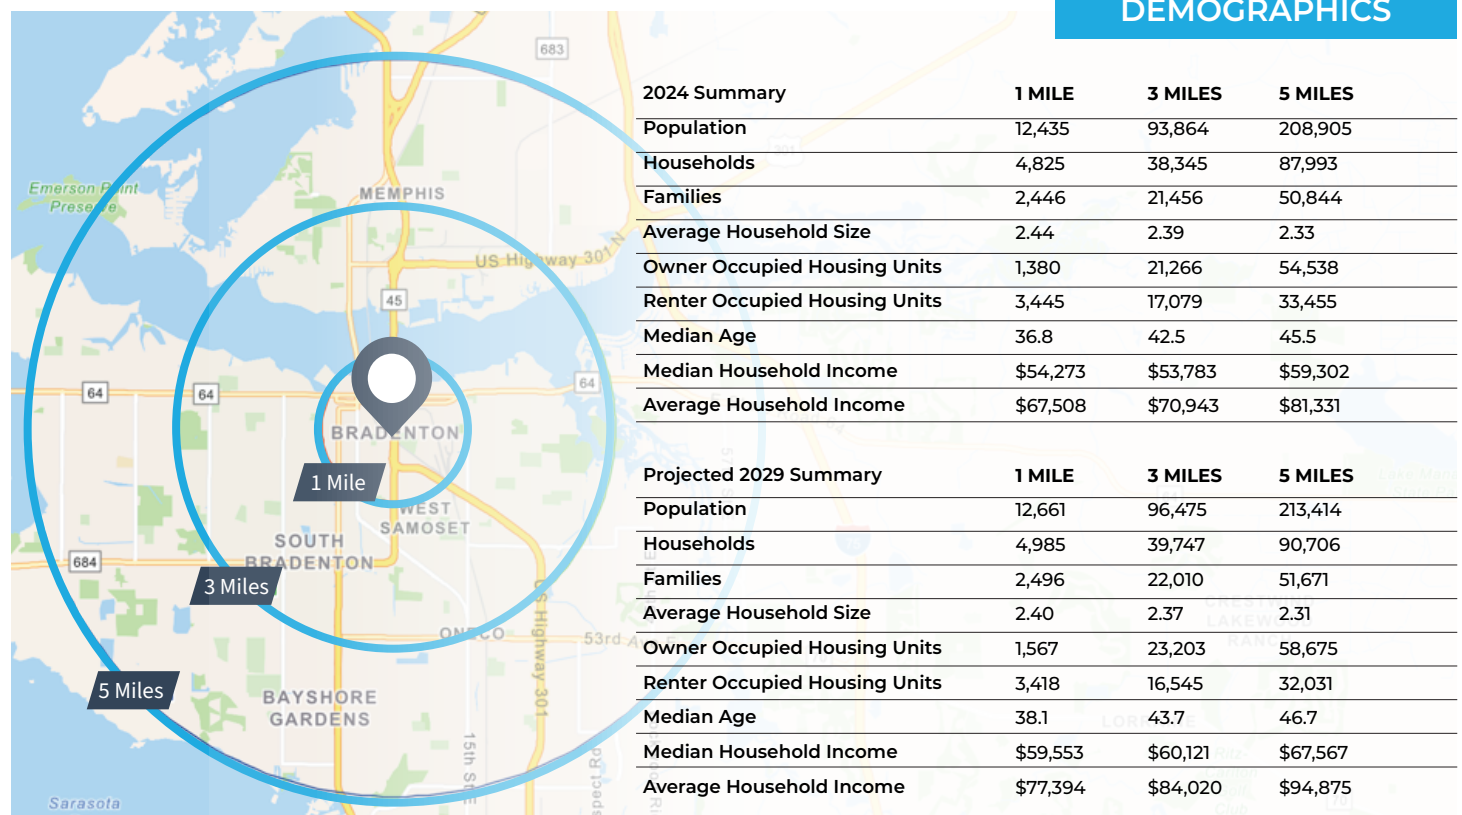 DEMOGRAPHICS
2024 Summary 1 MILE 3 MILES 5 MILES
Population 12,435 93,864 208,905
Households 4,825 38,345 87,993
Families 2,446 21,456 50,844
Average Household Size 2.44 2.39 2.33
Owner Occupied Housing Units 1,380 21,266 54,538
Renter Occupied Housing Units 3,445 17,079 33,455
Median Age 36.8 42.5 45.5
Median Household Income $54,273 $53,783 $59,302
Average Household Income $67,508 $70,943 $81,331
Projected 2029 Summary 1 MILE 3 MILES 5 MILES
Population 12,661 96,475 213,414
Households 4,985 39,747 90,706
Families 2,496 22,010 51,671
Average Household Size 2.40 2.37 2.31
Owner Occupied Housing Units 1,567 23,203 58,675
Renter Occupied Housing Units 3,418 16,545 32,031
Median Age 38.1 43.7 46.7
Median Household Income $59,553 $60,121 $67,567
Average Household Income $77,394 $84,020 $94,875
683
301
Emerson Point
Preserve
MEMPHIS
US Highway 301 N
45
64
64
64
BRADENTON
1 Mile
WEST
SAMOSET
SOUTH
BRADENTON
684
3 Miles
ONECO
53rd Ave E
US Highway 301
5 Miles
BAYSHORE
GARDENS
15th St E
Sarasota
75
CRESTWIND
LAKEWOOD
RANCH
70